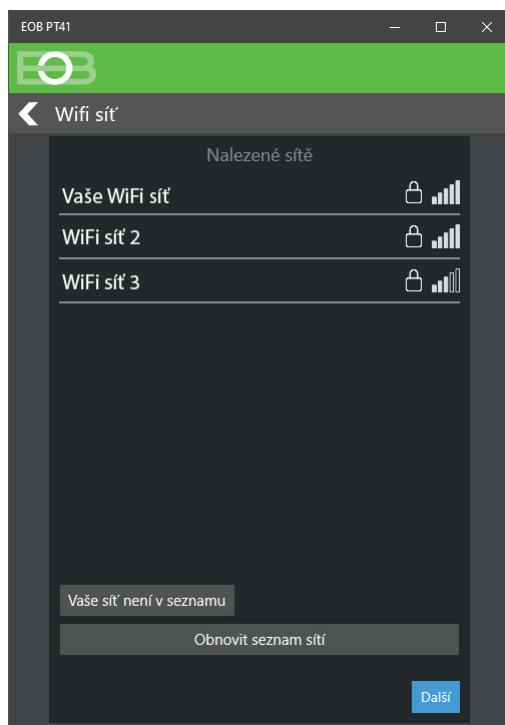 EOB PT41
EOB
Wifi síť
Nalezené sítě
Vaše WiFi síť
WiFi síť 2
WiFi síť 3
Vaše síť není v seznamu
Obnovit seznam sítí
Další